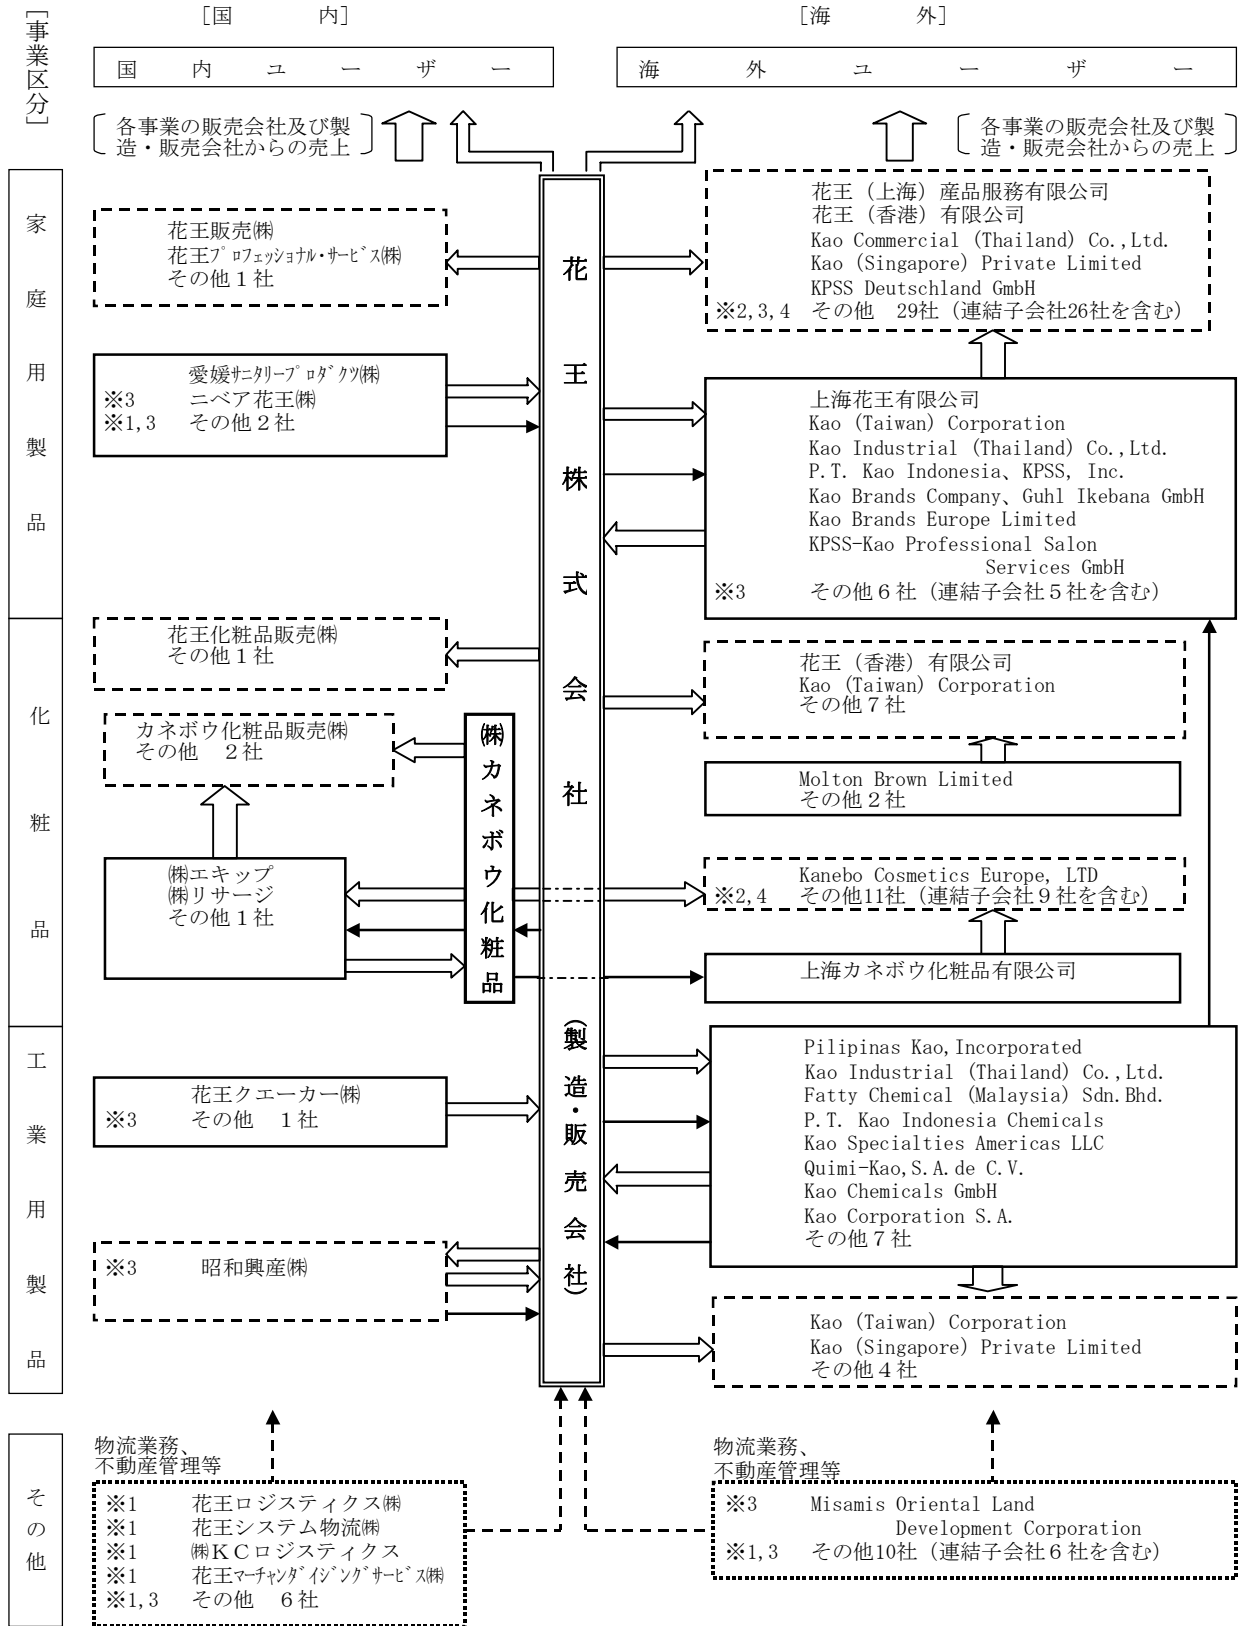 [事業区分]
[国　　　　内]
[海　　　　外]
国　内　ユ　ー　ザ　ー
海　外　ユ　ー　ザ　ー
各事業の販売会社及び製
造・販売会社からの売上
各事業の販売会社及び製
造・販売会社からの売上
花王株式会社（製造・販売会社）
家庭用製品
花王販売㈱
花王プロフェッショナル・サービス㈱
その他１社
花王（上海）産品服務有限公司
花王（香港）有限公司
Kao Commercial (Thailand) Co.,Ltd.
Kao (Singapore) Private Limited
KPSS Deutschland GmbH
※2,3,4　その他　29社（連結子会社26社を含む）
愛媛サニタリープロダクツ㈱
※3　ニベア花王㈱
※1,3　その他２社
上海花王有限公司
Kao (Taiwan) Corporation
Kao Industrial (Thailand) Co.,Ltd.
P.T. Kao Indonesia、KPSS, Inc.
Kao Brands Company、Guhl Ikebana GmbH
Kao Brands Europe Limited
KPSS-Kao Professional Salon
Services GmbH
※3　その他６社（連結子会社５社を含む）
化粧品
花王化粧品販売㈱
その他１社
花王（香港）有限公司
Kao (Taiwan) Corporation
その他７社
カネボウ化粧品販売㈱
その他　２社
㈱カネボウ化粧品
Molton Brown Limited
その他２社
㈱エキップ
㈱リサージ
その他１社
Kanebo Cosmetics Europe, LTD
※2,4　その他11社（連結子会社９社を含む）
上海カネボウ化粧品有限公司
工業用製品
花王クエーカー㈱
※3　その他　１社
Pilipinas Kao,Incorporated
Kao Industrial (Thailand) Co.,Ltd.
Fatty Chemical (Malaysia) Sdn.Bhd.
P.T. Kao Indonesia Chemicals
Kao Specialties Americas LLC
Quimi-Kao,S.A.de C.V.
Kao Chemicals GmbH
Kao Corporation S.A.
その他７社
※3　昭和興産㈱
Kao (Taiwan) Corporation
Kao (Singapore) Private Limited
その他４社
その他
物流業務、
不動産管理等
※1　花王ロジスティクス㈱
※1　花王システム物流㈱
※1　㈱ＫＣロジスティクス
※1　花王マーチャンダイジングサービス㈱
※1,3　その他　６社
物流業務、
不動産管理等
※3　Misamis Oriental Land
Development Corporation
※1,3　その他10社（連結子会社６社を含む）